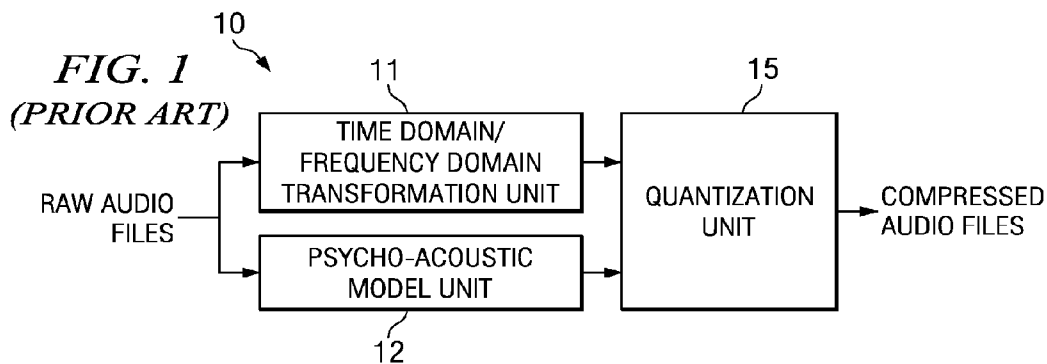 10
FIG. 1
(PRIOR ART)
11
15
TIME DOMAIN/
FREQUENCY DOMAIN
TRANSFORMATION UNIT
RAW AUDIO
FILES
QUANTIZATION
UNIT
COMPRESSED
AUDIO FILES
PSYCHO-ACOUSTIC
MODEL UNIT
12